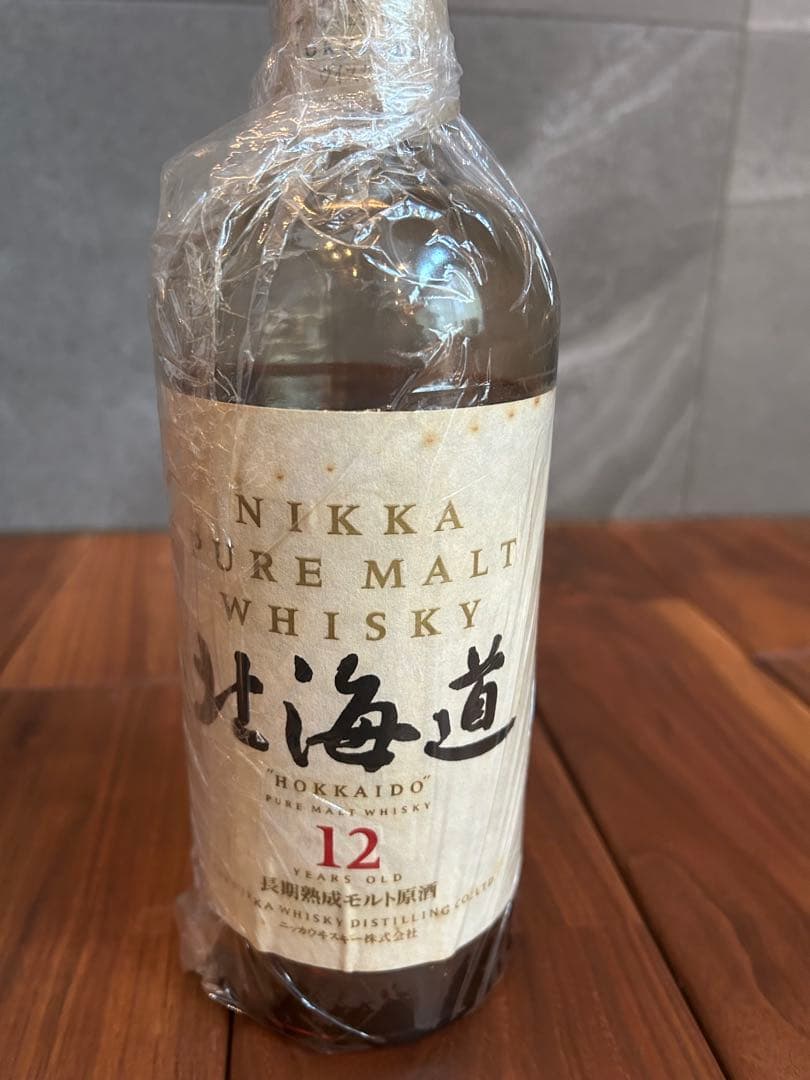 NIKKA
PURE MALT
WHISKY
北海道
"HOKKAIDO"
PURE MALT WHISKY
12
YEARS OLD
長期熟成モルト原酒
NIKKA WHISKY DISTILLING CO., LTD.
ニッカウヰスキー株式会社